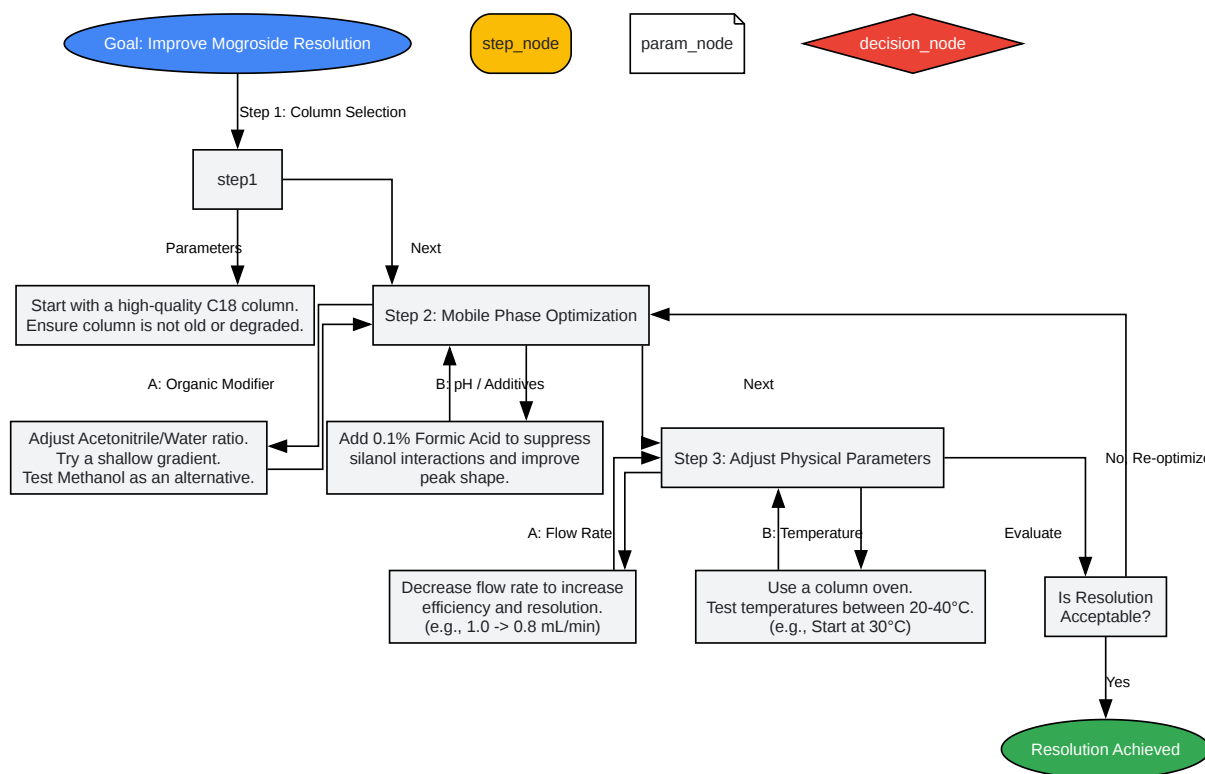 Goal: Improve Mogroside Resolution
step_node
param_node
decision_node
Step 1: Column Selection
step1
Parameters
Next
Start with a high-quality C18 column.
Ensure column is not old or degraded.
Step 2: Mobile Phase Optimization
A: Organic Modifier
B: pH / Additives
Next
Adjust Acetonitrile/Water ratio.
Try a shallow gradient.
Test Methanol as an alternative.
Add 0.1% Formic Acid to suppress
silanol interactions and improve
peak shape.
Step 3: Adjust Physical Parameters
No, Re-optimize
A: Flow Rate
B: Temperature
Evaluate
Decrease flow rate to increase
efficiency and resolution.
(e.g., 1.0 -> 0.8 mL/min)
Use a column oven.
Test temperatures between 20-40°C.
(e.g., Start at 30°C)
Is Resolution
Acceptable?
Yes
Resolution Achieved